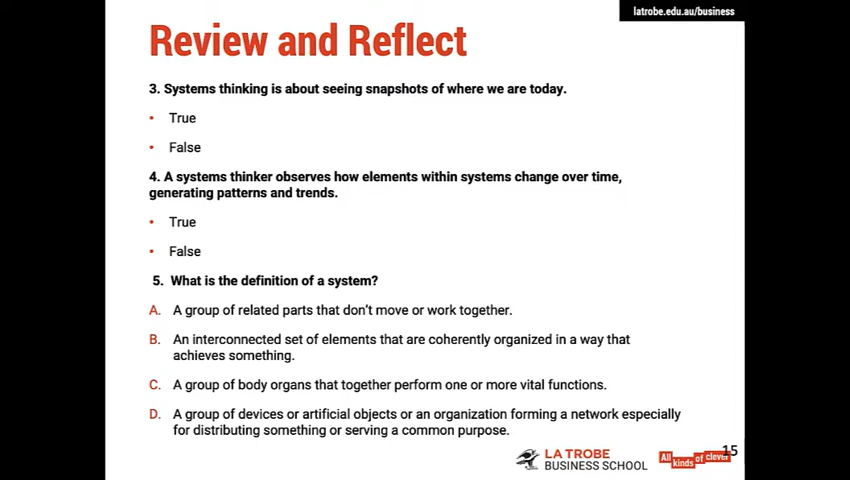 latrobe.edu.au/business
Review and Reflect
3. Systems thinking is about seeing snapshots of where we are today.
• True
• False
4. A systems thinker observes how elements within systems change over time,
generating patterns and trends.
• True
• False
5. What is the definition of a system?
A. A group of related parts that don't move or work together.
B. An interconnected set of elements that are coherently organized in a way that
achieves something.
C. A group of body organs that together perform one or more vital functions.
D. A group of devices or artificial objects or an organization forming a network especially
for distributing something or serving a common purpose.
LA TROBE
BUSINESS SCHOOL
All kinds of clever
15